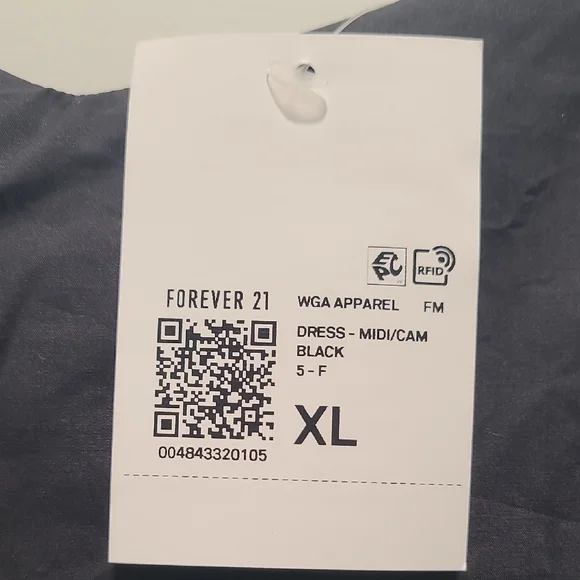 EPC RFID
FOREVER 21 WGA APPAREL FM
DRESS - MIDI/CAM
BLACK
5 - F
XL
004843320105